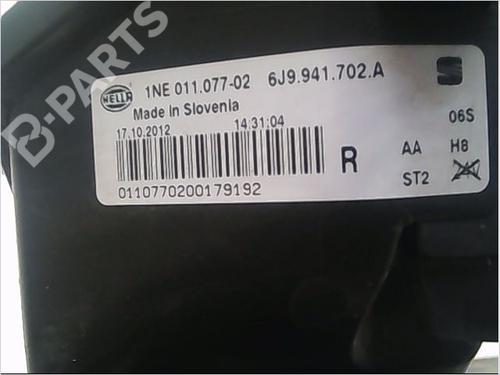 B-PARTS
HELLA
1NE 011.077-02 6J9.941.702.A
Made in Slovenia
17.10.2012 14:31:04
06S
R AA H8
ST2
0110770200179192